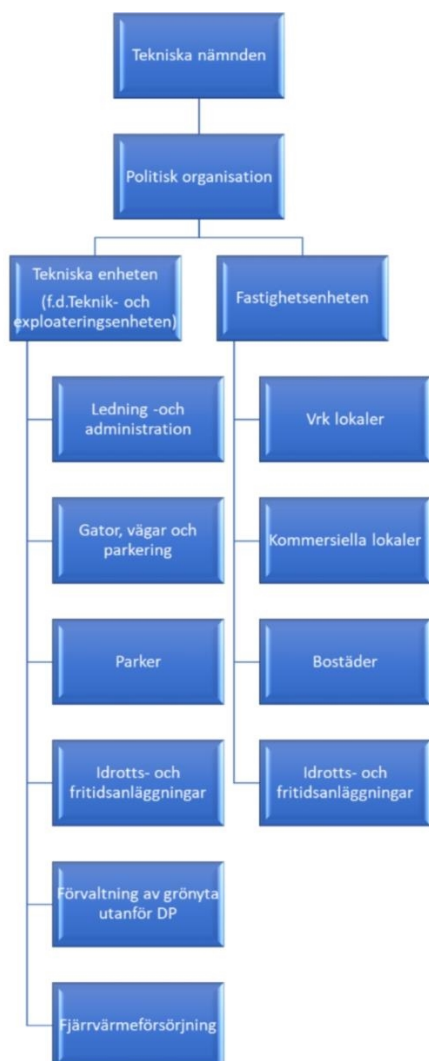 Tekniska nämnden
Politisk organisation
Tekniska enheten
(f.d.Teknik- och
exploateringsenheten)
Ledning -och
administration
Gator, vägar och
parkering
Parker
Idrotts- och
fritidsanläggningar
Förvaltning av grönyta
utanför DP
Fjärrvärmeförsörjning
Fastighetsenheten
Vrk lokaler
Kommersiella lokaler
Bostäder
Idrotts- och
fritidsanläggningar